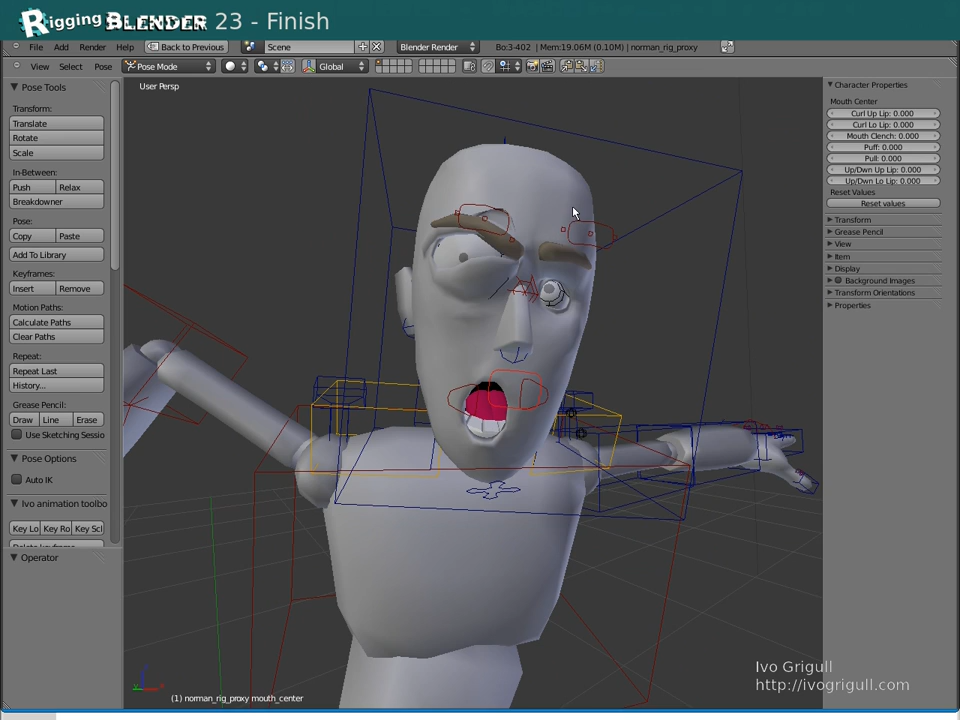 Rigging BLENDER 23 - Finish
File Add Render Help Back to Previous Scene Blender Render Bo:3-402 | Mem:19.06M (0.10M) | norman_rig_proxy
View Select Pose Pose Mode Global
Pose Tools
Transform:
Translate
Rotate
Scale
In-Between:
Push Relax
Breakdowner
Pose:
Copy Paste
Add To Library
Keyframes:
Insert Remove
Motion Paths:
Calculate Paths
Clear Paths
Repeat:
Repeat Last
History...
Grease Pencil:
Draw Line Erase
Use Sketching Sessio
Pose Options
Auto IK
Ivo animation toolbo
Key Lo Key Ro Key Scl
Operator
User Persp
(1) norman_rig_proxy mouth_center
Character Properties
Mouth Center
Curl Up Lip: 0.000
Curl Lo Lip: 0.000
Mouth Clench: 0.000
Puff: 0.000
Pull: 0.000
Up/Dwn Up Lip: 0.000
Up/Dwn Lo Lip: 0.000
Reset Values
Reset values
Transform
Grease Pencil
View
Item
Display
Background Images
Transform Orientations
Properties
Ivo Grigull
http://ivogrigull.com